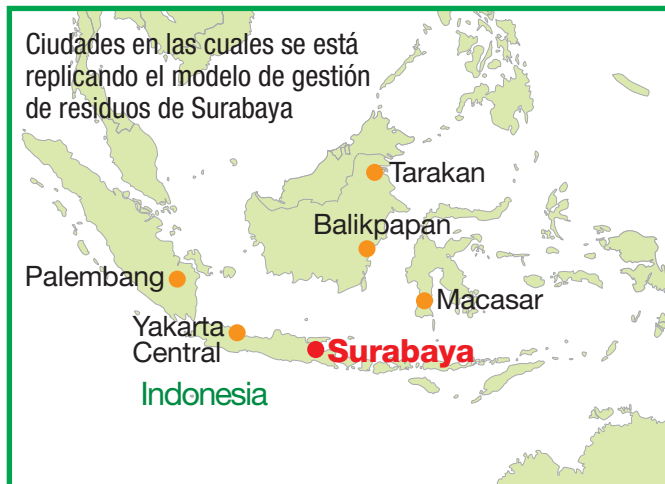 Ciudades en las cuales se está
replicando el modelo de gestión
de residuos de Surabaya
Tarakan
Balikpapan
Palembang
Macasar
Yakarta
Central
Surabaya
Indonesia